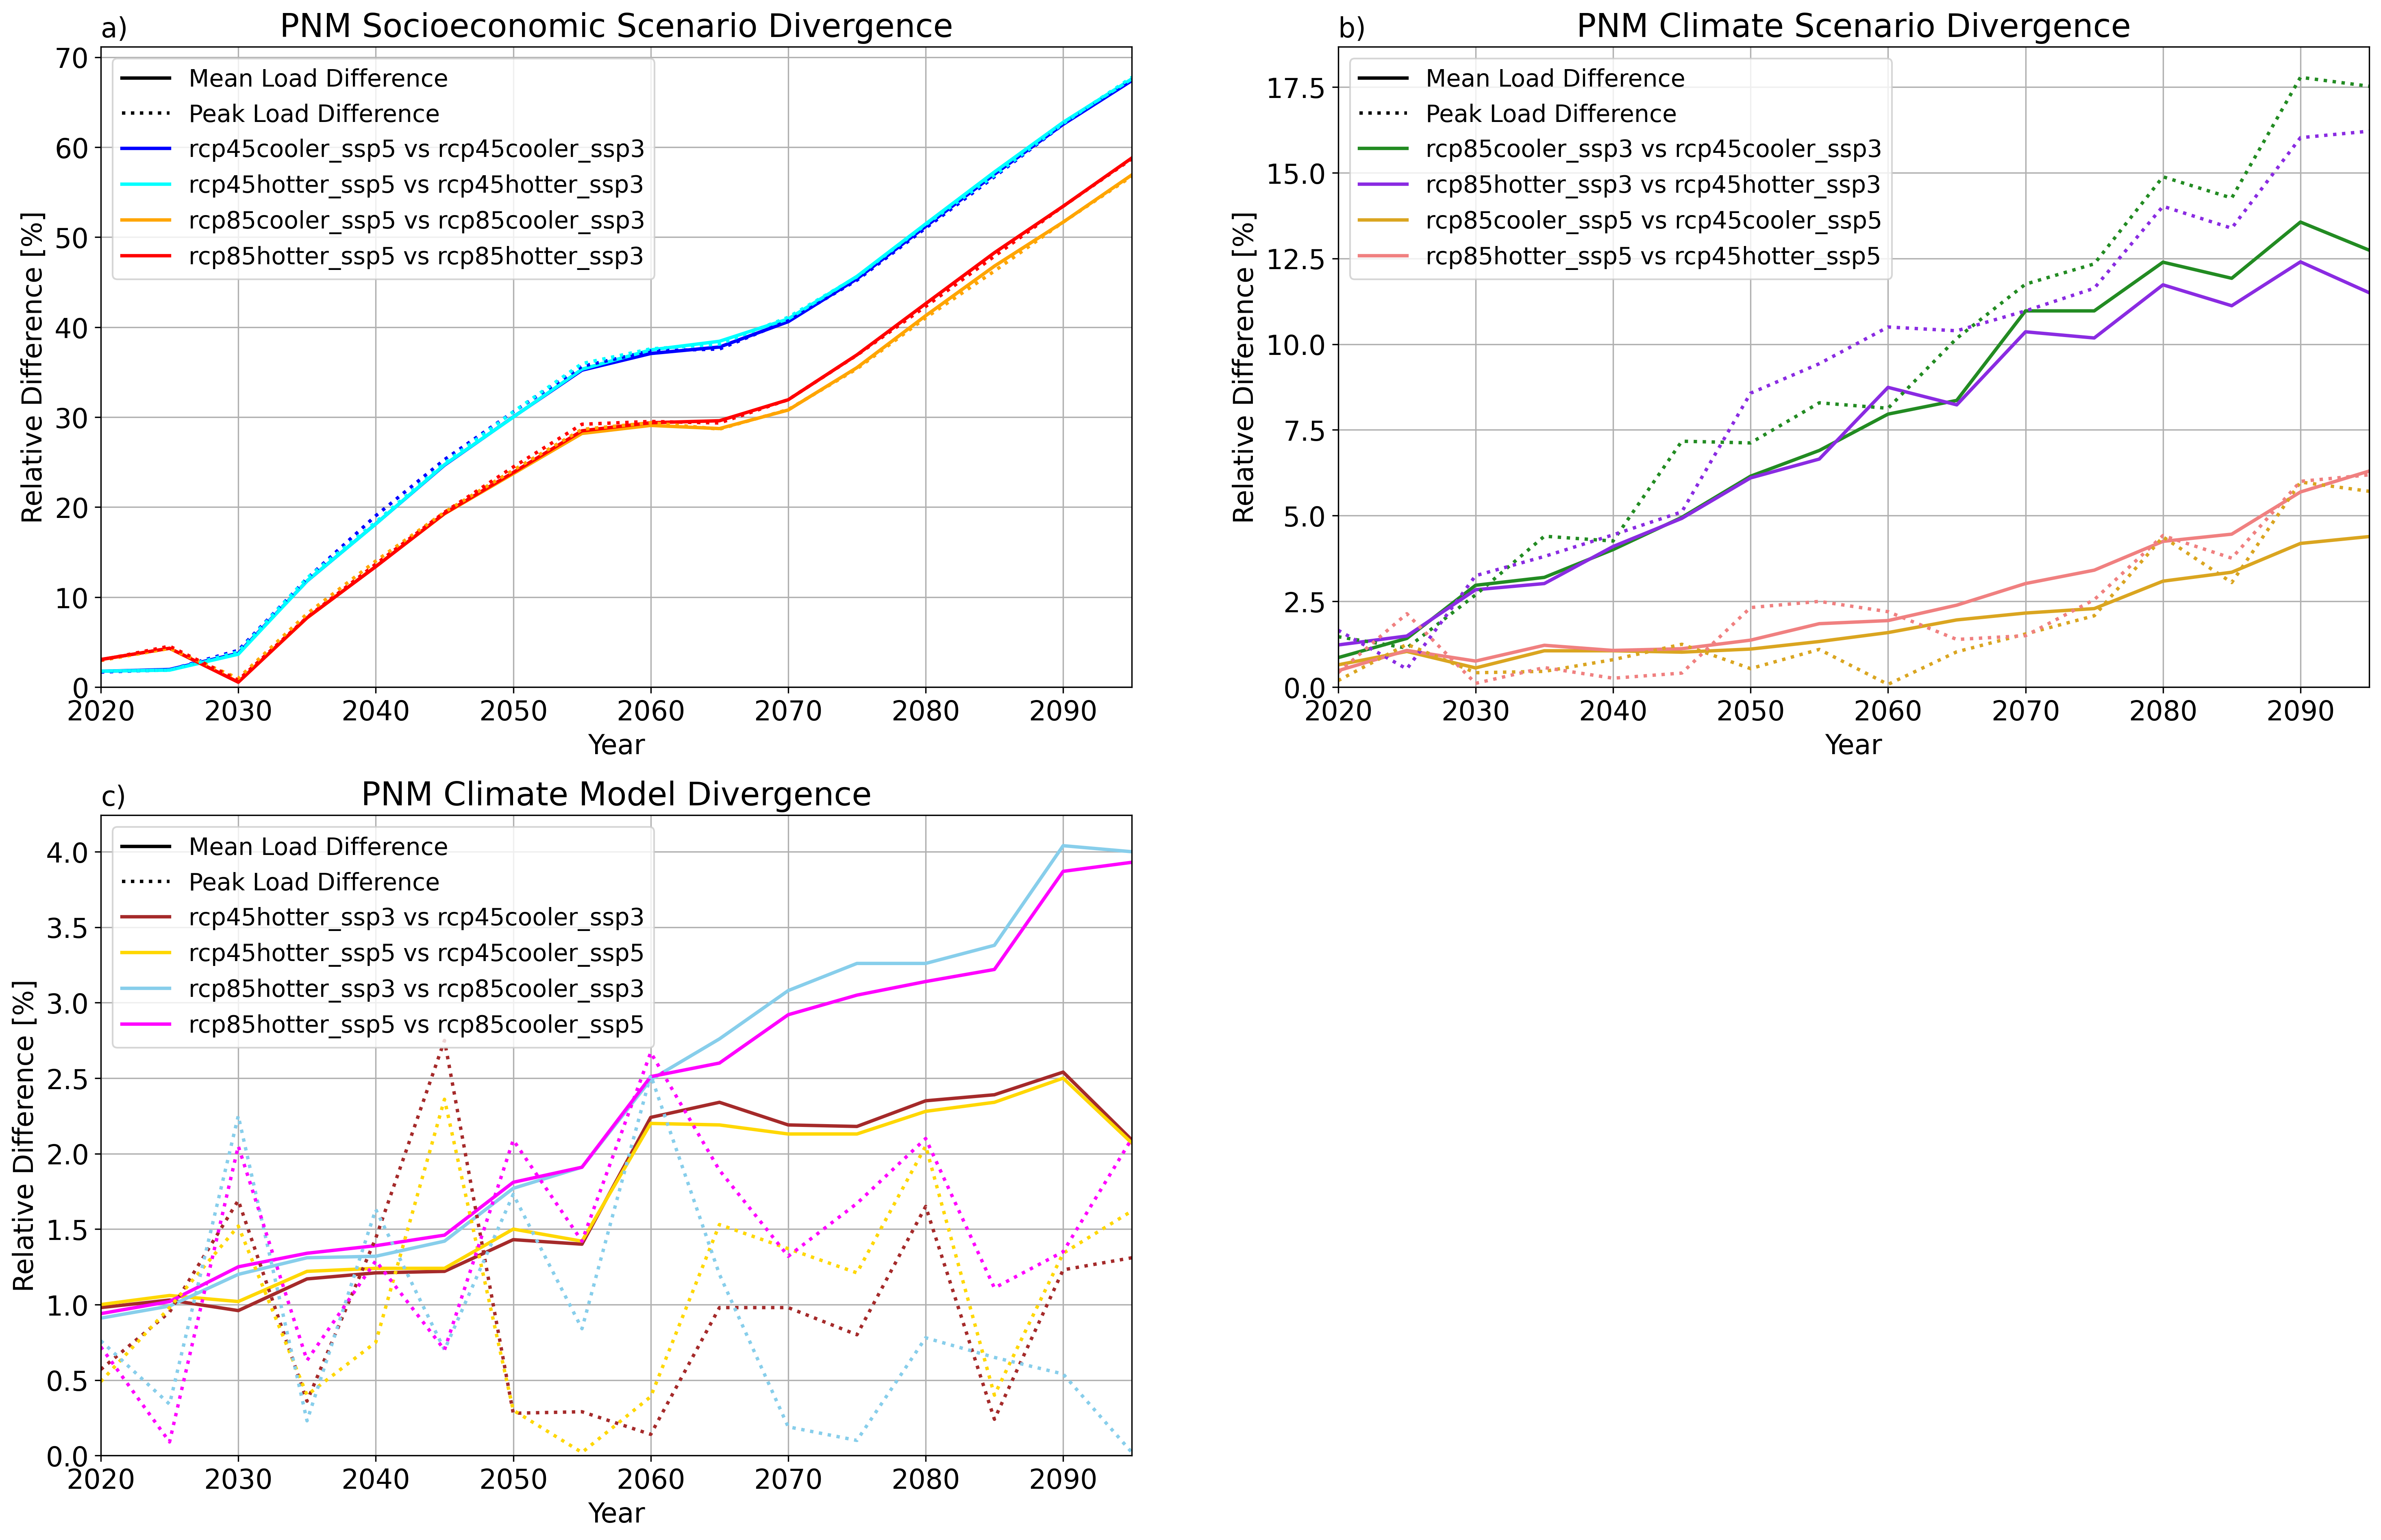 a)
PNM Socioeconomic Scenario Divergence
Relative Difference [%]
70
60
50
40
30
20
10
0
Mean Load Difference
Peak Load Difference
rcp45cooler_ssp5 vs rcp45cooler_ssp3
rcp45hotter_ssp5 vs rcp45hotter_ssp3
rcp85cooler_ssp5 vs rcp85cooler_ssp3
rcp85hotter_ssp5 vs rcp85hotter_ssp3
2020 2030 2040 2050 2060 2070 2080 2090
Year
b)
PNM Climate Scenario Divergence
Relative Difference [%]
17.5
15.0
12.5
10.0
7.5
5.0
2.5
0.0
Mean Load Difference
Peak Load Difference
rcp85cooler_ssp3 vs rcp45cooler_ssp3
rcp85hotter_ssp3 vs rcp45hotter_ssp3
rcp85cooler_ssp5 vs rcp45cooler_ssp5
rcp85hotter_ssp5 vs rcp45hotter_ssp5
2020 2030 2040 2050 2060 2070 2080 2090
Year
c)
PNM Climate Model Divergence
Relative Difference [%]
4.0
3.5
3.0
2.5
2.0
1.5
1.0
0.5
0.0
Mean Load Difference
Peak Load Difference
rcp45hotter_ssp3 vs rcp45cooler_ssp3
rcp45hotter_ssp5 vs rcp45cooler_ssp5
rcp85hotter_ssp3 vs rcp85cooler_ssp3
rcp85hotter_ssp5 vs rcp85cooler_ssp5
2020 2030 2040 2050 2060 2070 2080 2090
Year